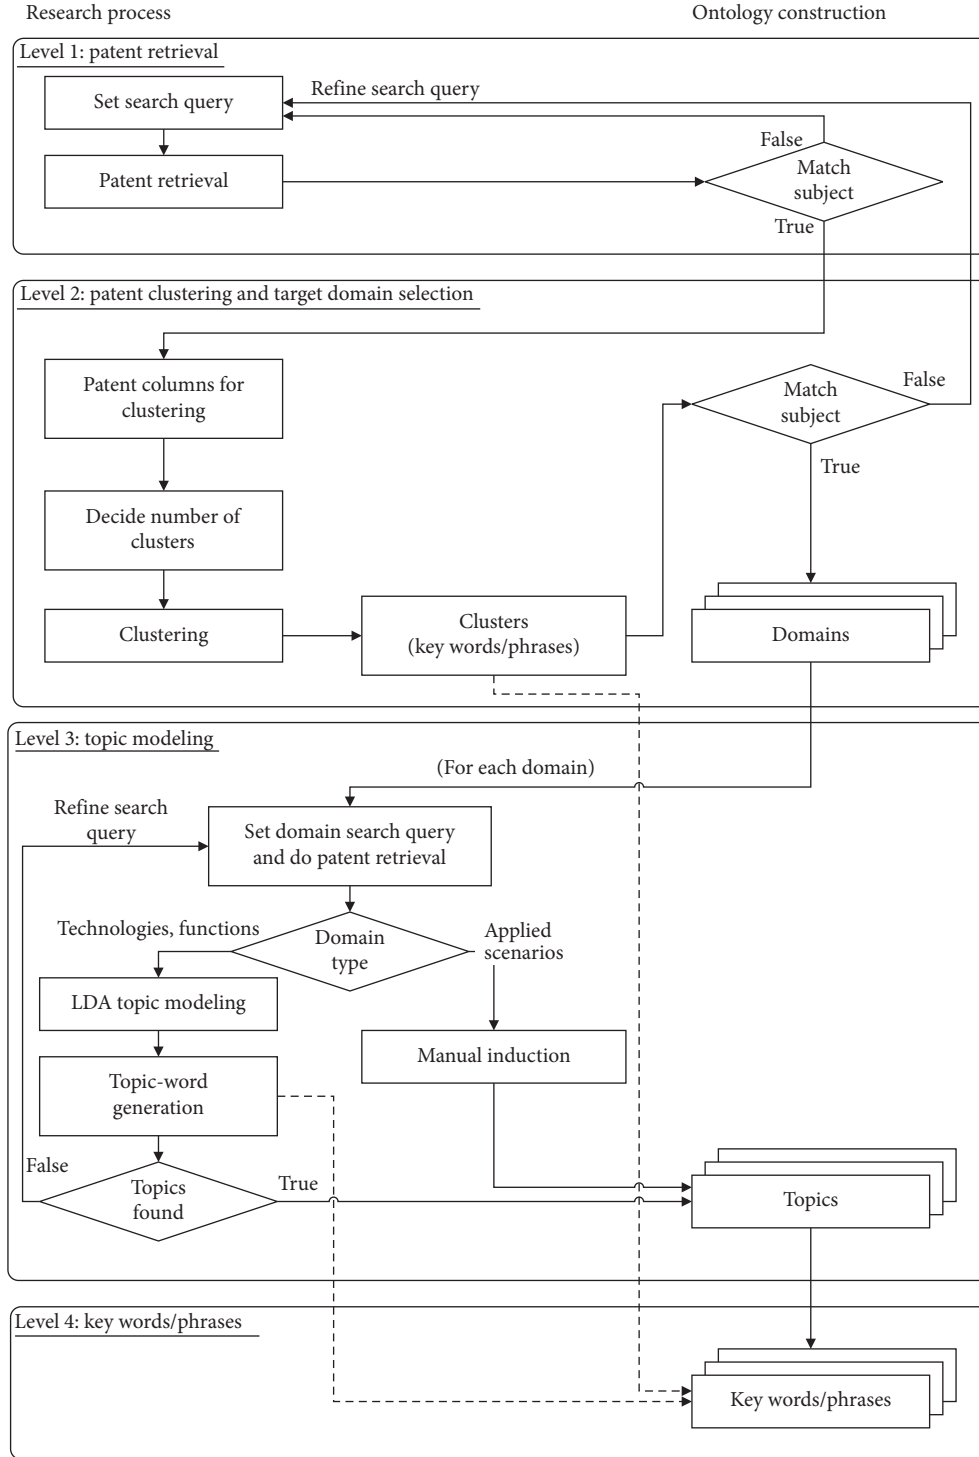 Research process
Ontology construction
Level 1: patent retrieval
Set search query
Refine search query
False
Patent retrieval
Match
subject
True
Level 2: patent clustering and target domain selection
Patent columns for
clustering
Match
subject
False
True
Decide number of
clusters
Clustering
Clusters
(key words/phrases)
Domains
Level 3: topic modeling
(For each domain)
Refine search
query
Set domain search query
and do patent retrieval
Technologies, functions
Domain
type
Applied
scenarios
LDA topic modeling
Manual induction
Topic-word
generation
False
Topics
found
True
Topics
Level 4: key words/phrases
Key words/phrases